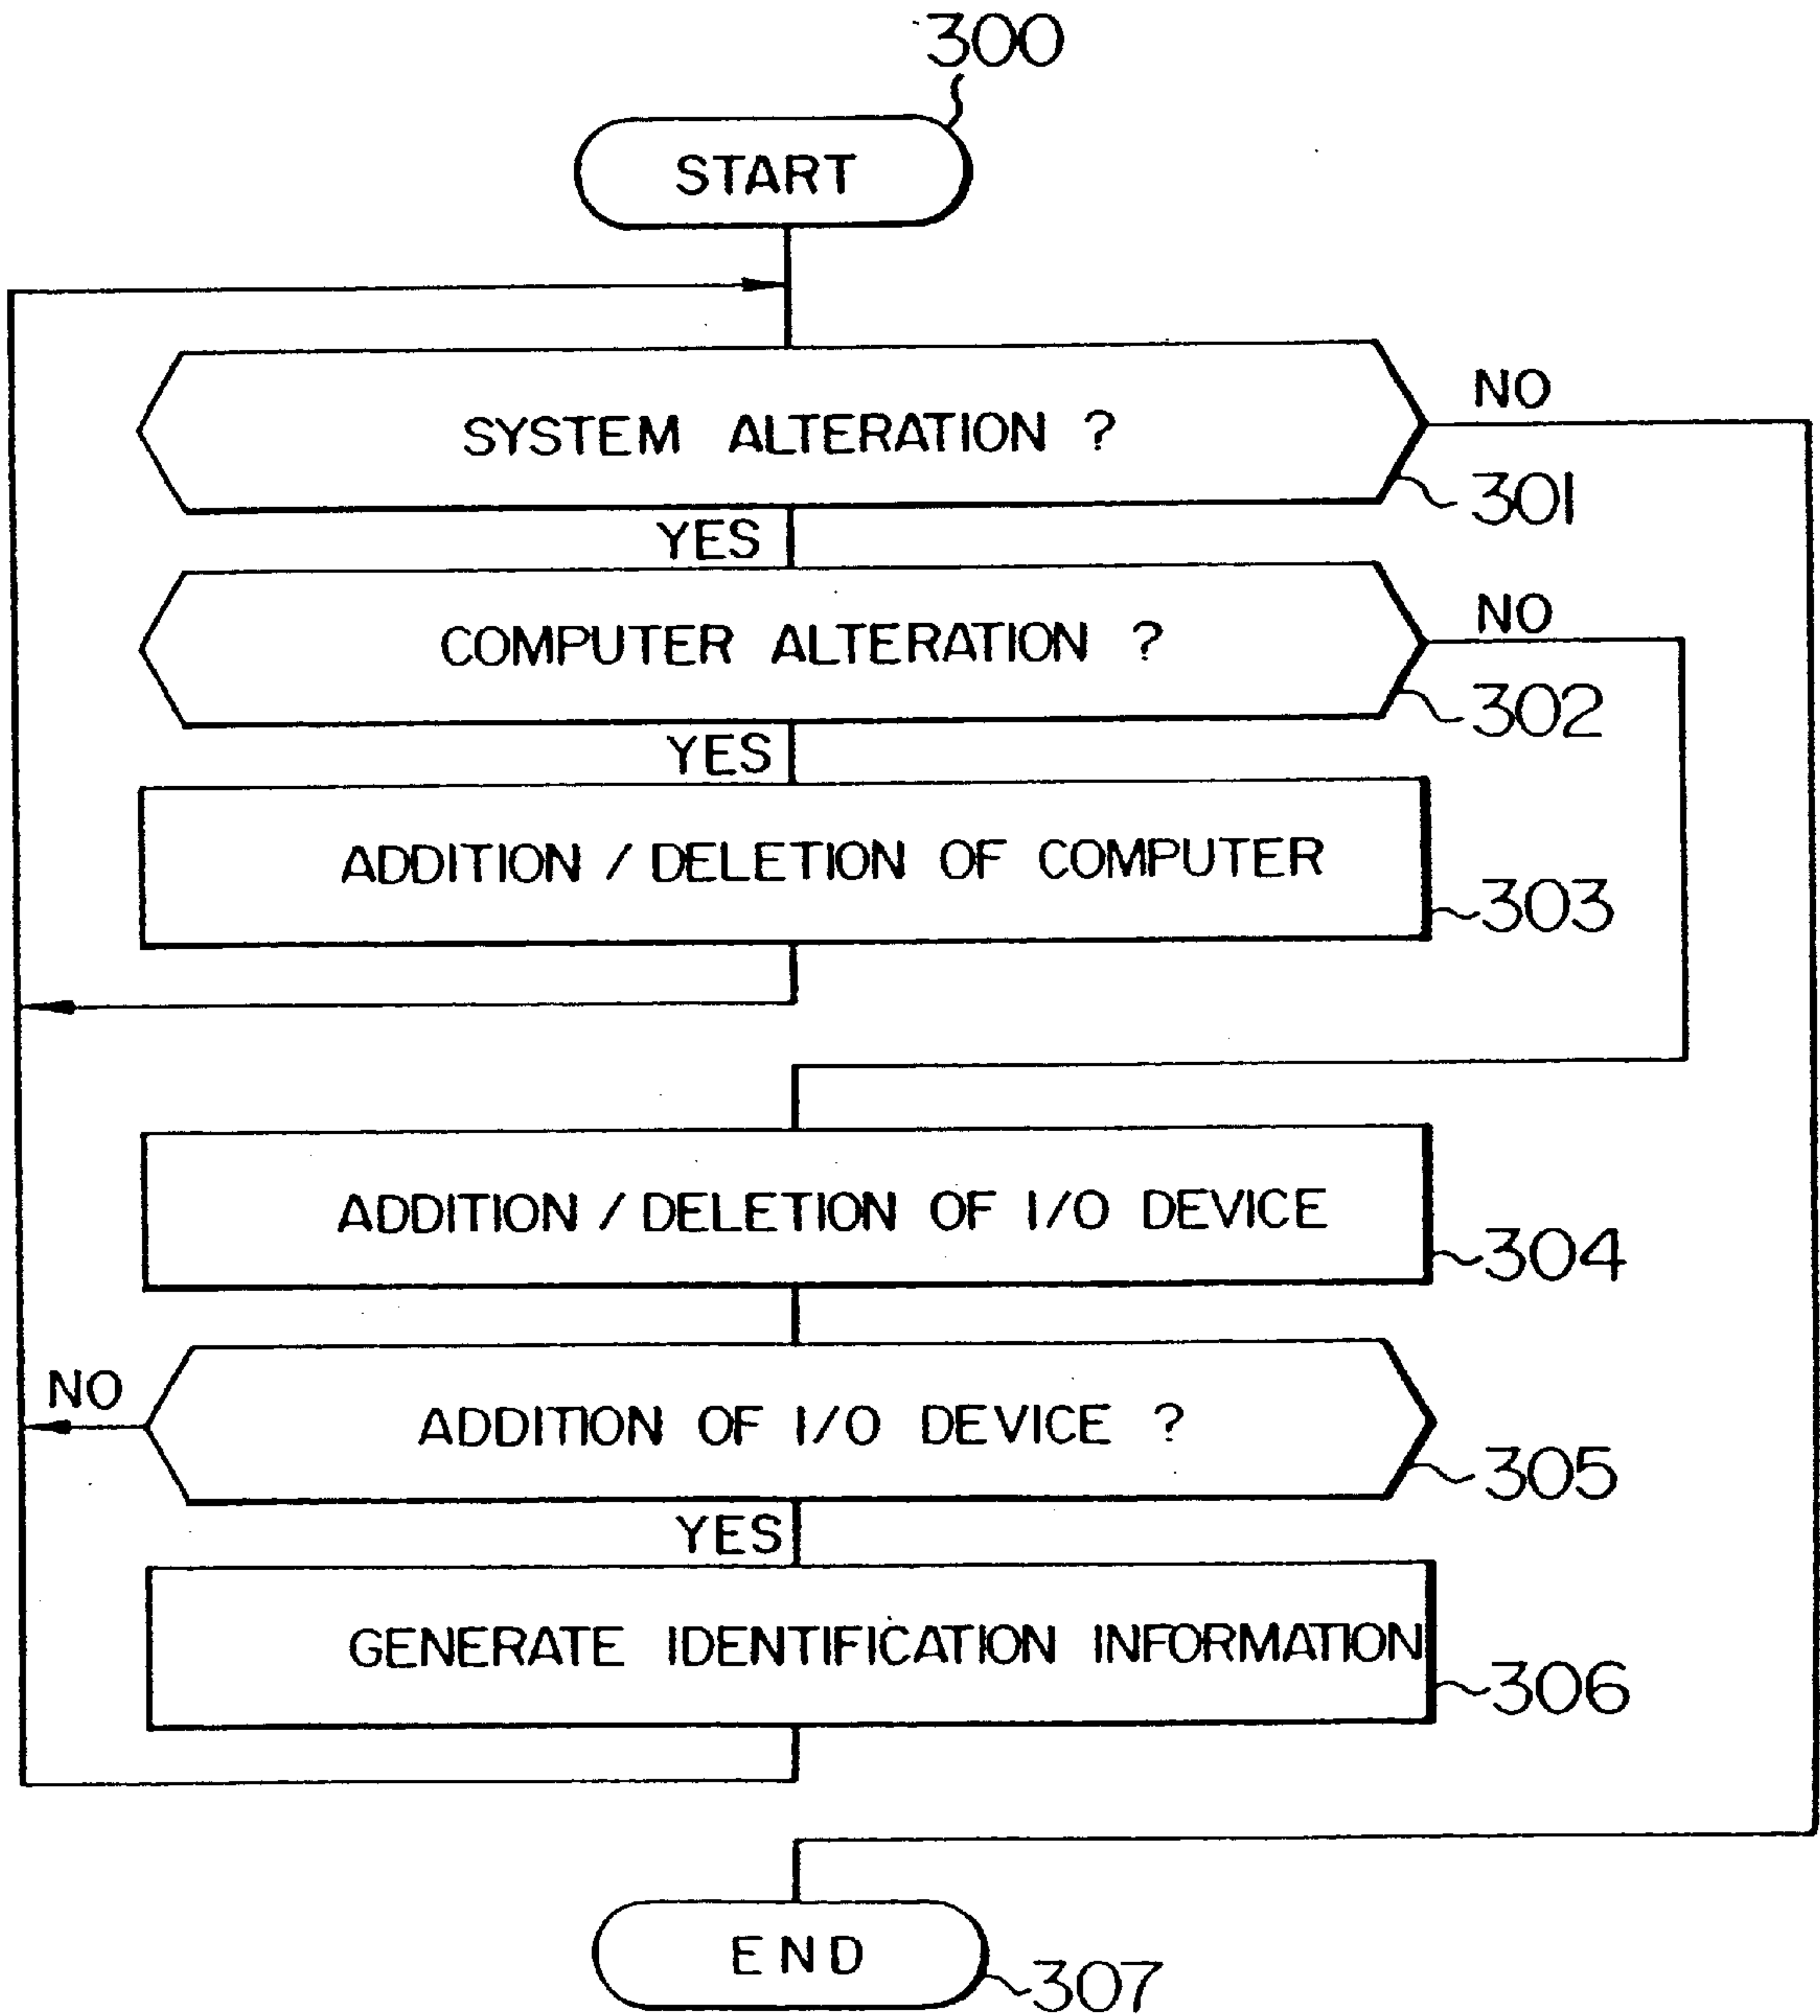 300
START
SYSTEM ALTERATION ?
NO
301
YES
COMPUTER ALTERATION ?
NO
302
YES
ADDITION / DELETION OF COMPUTER
303
ADDITION / DELETION OF I/O DEVICE
304
NO
ADDITION OF I/O DEVICE ?
305
YES
GENERATE IDENTIFICATION INFORMATION
306
END
307